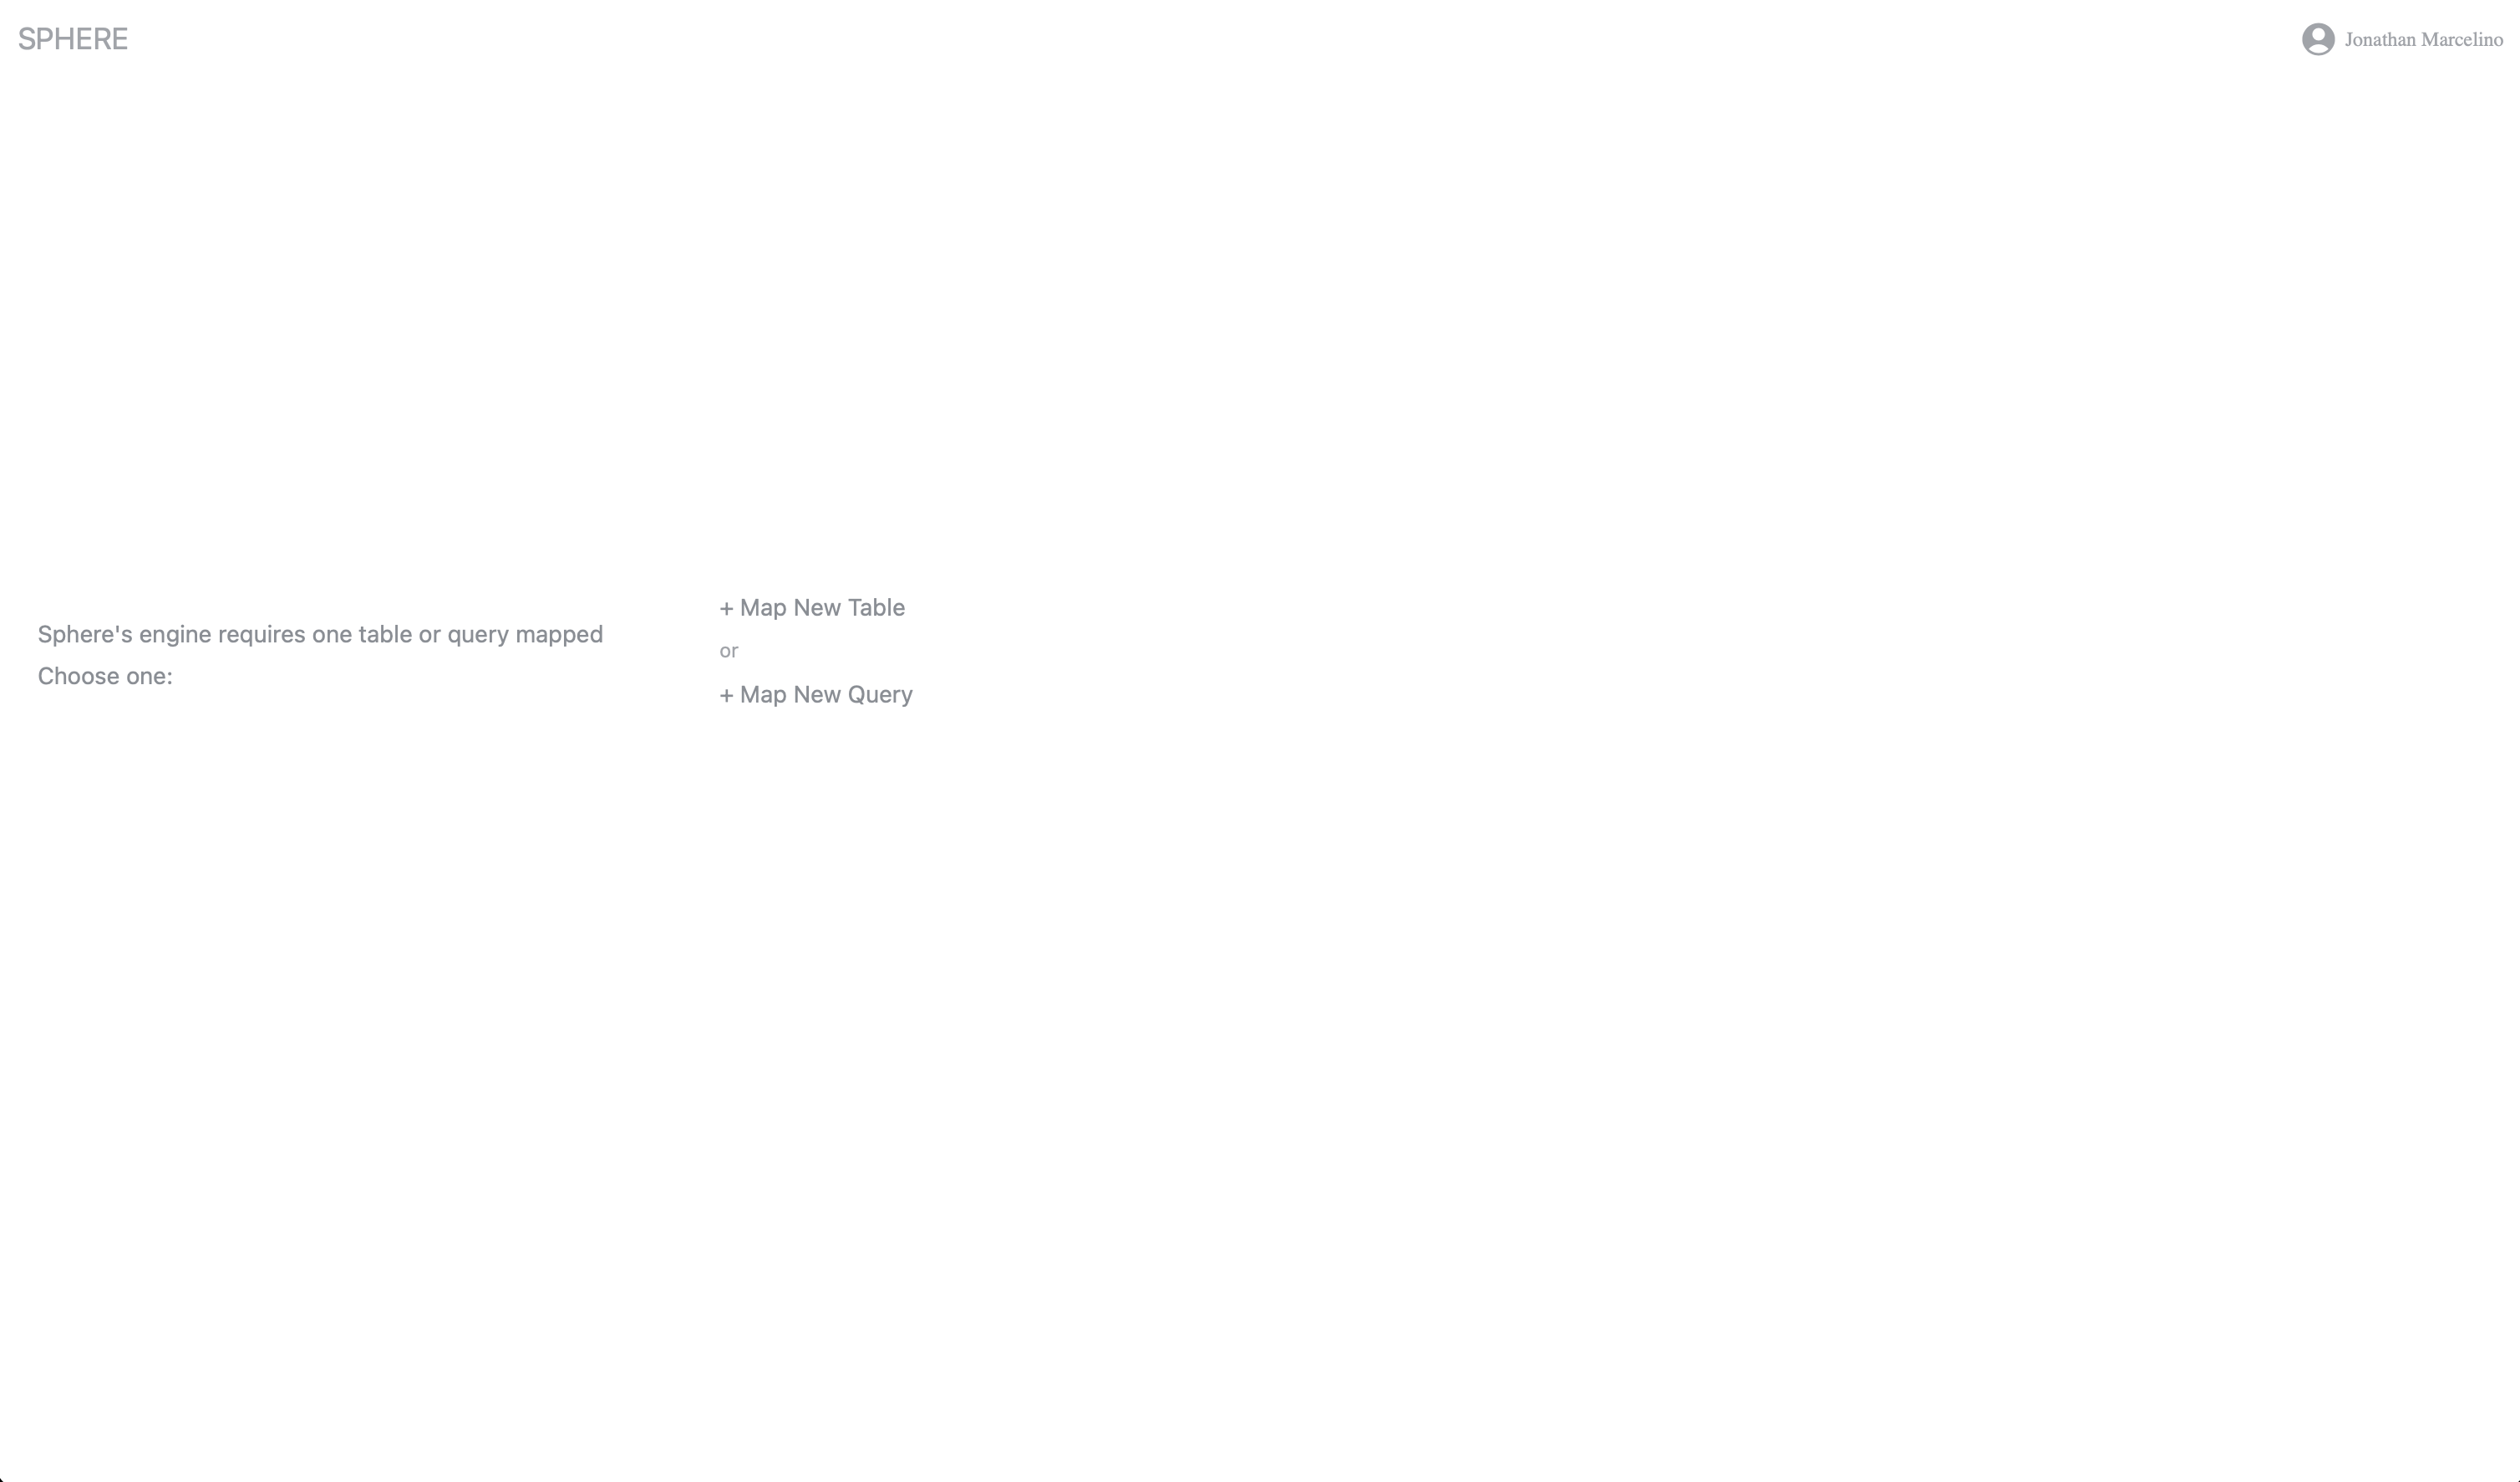 SPHERE
Jonathan Marcelino
Sphere's engine requires one table or query mapped
Choose one:
+ Map New Table
or
+ Map New Query